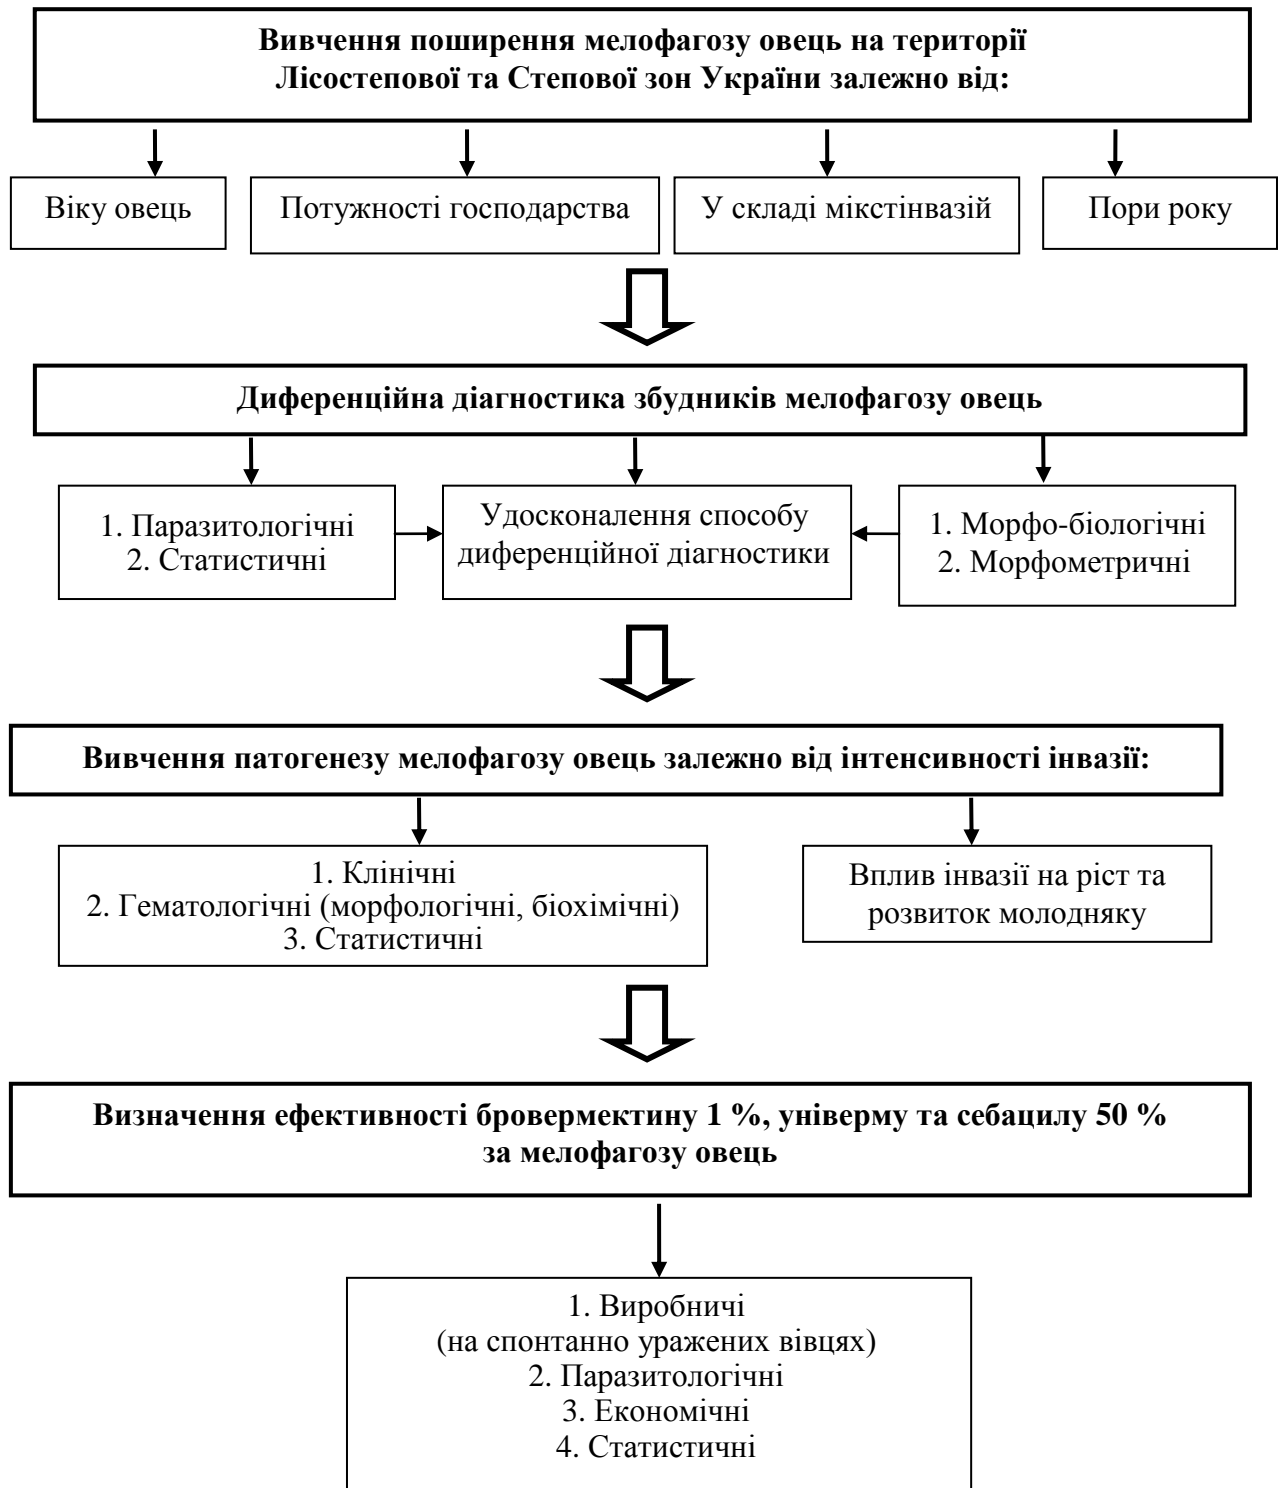 Вивчення поширення мелофагозу овець на території
Лісостепової та Степової зон України залежно від:
Віку овець
Потужності господарства
У складі мікстінвазій
Пори року
Диференційна діагностика збудників мелофагозу овець
1. Паразитологічні
2. Статистичні
Удосконалення способу
диференційної діагностики
1. Морфо-біологічні
2. Морфометричні
Вивчення патогенезу мелофагозу овець залежно від інтенсивності інвазії:
1. Клінічні
2. Гематологічні (морфологічні, біохімічні)
3. Статистичні
Вплив інвазії на ріст та
розвиток молодняку
Визначення ефективності бровермектину 1 %, універму та себацилу 50 %
за мелофагозу овець
1. Виробничі
(на спонтанно уражених вівцях)
2. Паразитологічні
3. Економічні
4. Статистичні